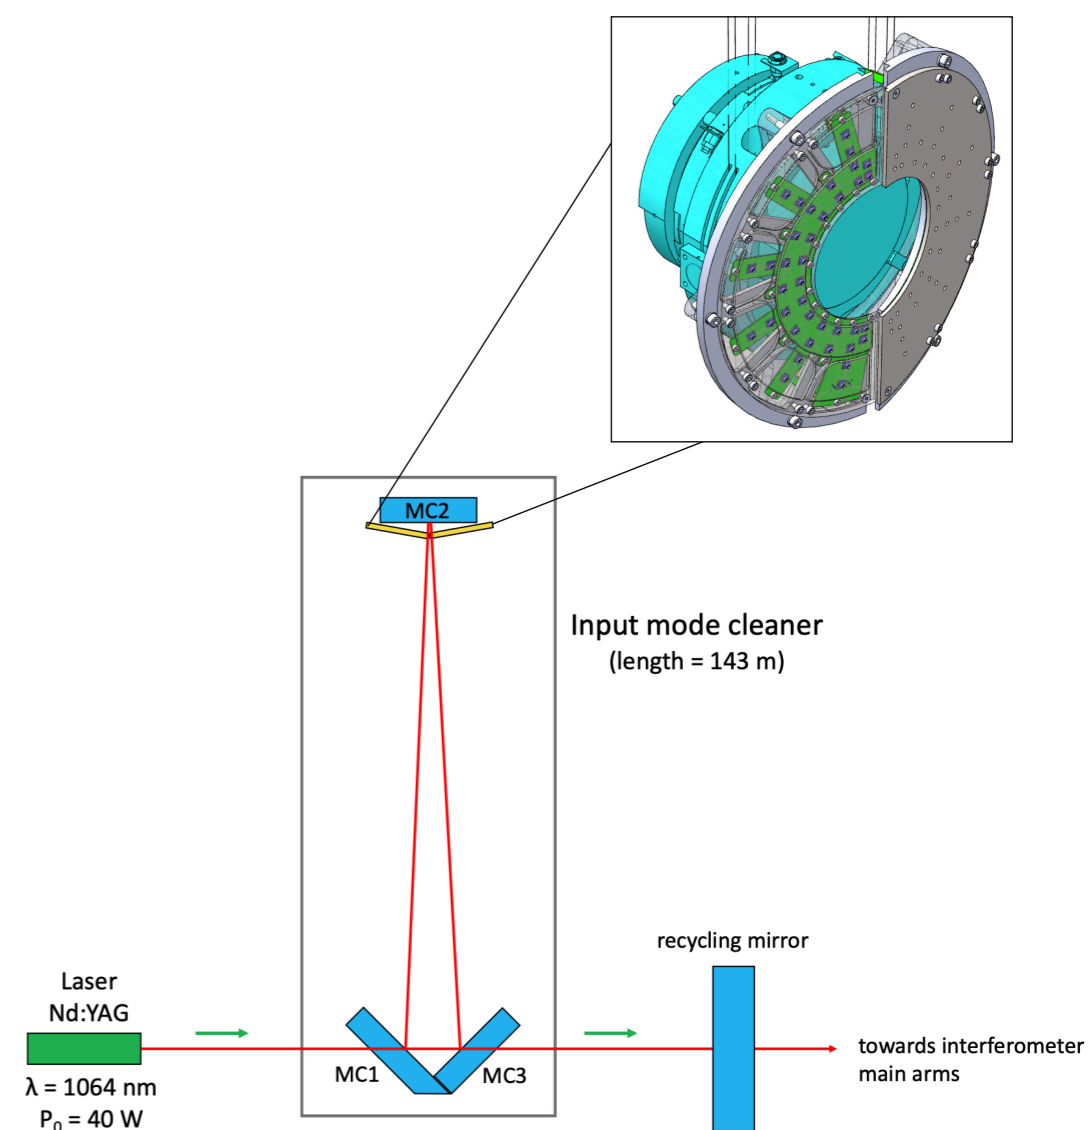 MC2
Input mode cleaner
(length = 143 m)
recycling mirror
Laser
Nd:YAG
towards interferometer
main arms
MC1
MC3
λ = 1064 nm
P₀ = 40 W